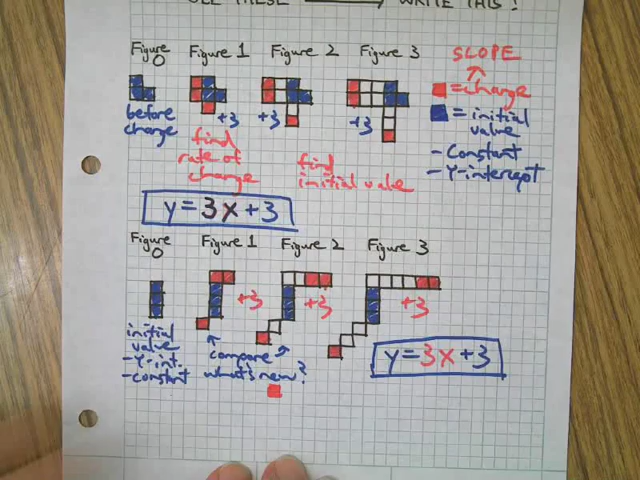 SEE THESE → WRITE THIS!
Figure 0
Figure 1
Figure 2
Figure 3
SLOPE
= change
= initial value
- Constant
- Y-intercept
before change
+3
+3
+3
find rate of change
find initial value
y = 3x + 3
Figure 0
Figure 1
Figure 2
Figure 3
+3
+3
+3
initial value
- Y-int.
- Constant
compare
what's new?
y = 3x + 3